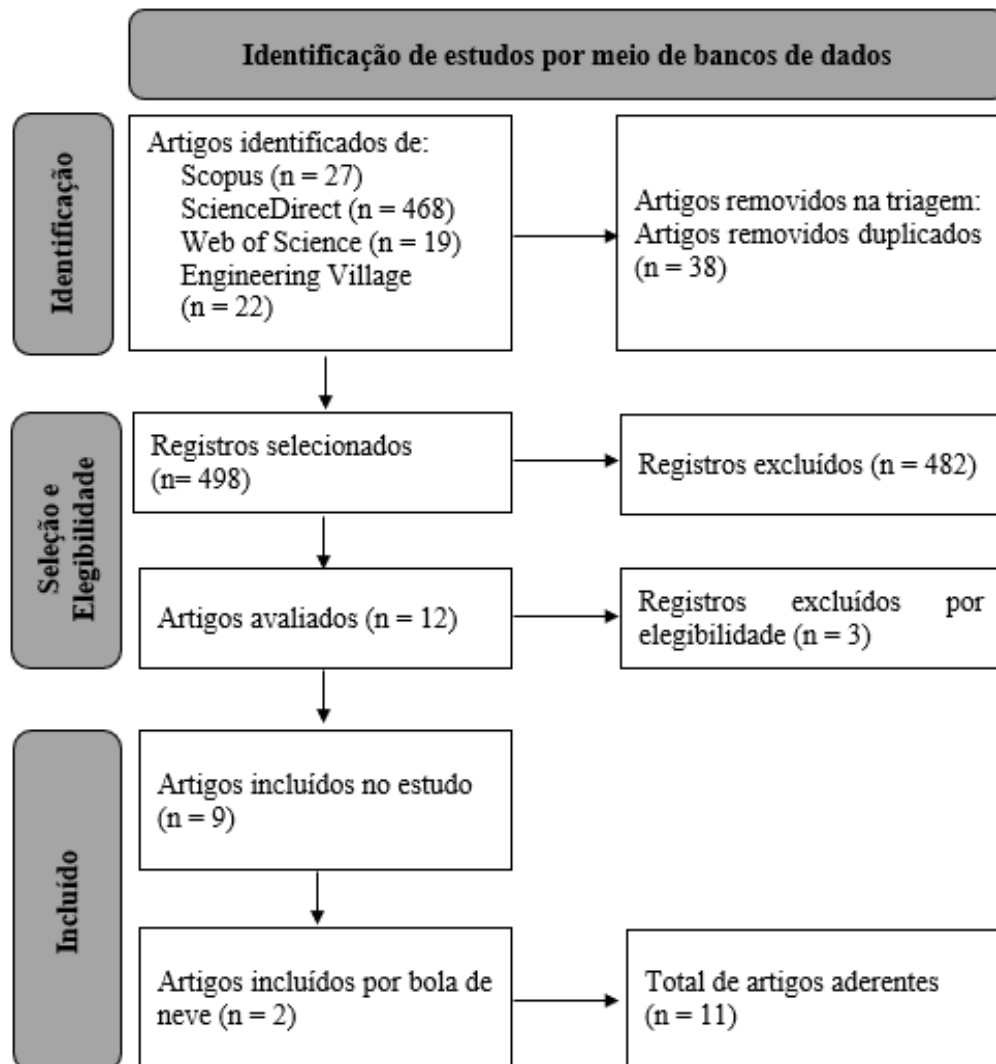 Identificação de estudos por meio de bancos de dados
Identificação
Artigos identificados de:
Scopus (n = 27)
ScienceDirect (n = 468)
Web of Science (n = 19)
Engineering Village
(n = 22)
Artigos removidos na triagem:
Artigos removidos duplicados
(n = 38)
Seleção e
Elegibilidade
Registros selecionados
(n= 498)
Registros excluídos (n = 482)
Artigos avaliados (n = 12)
Registros excluídos por
elegibilidade (n = 3)
Incluído
Artigos incluídos no estudo
(n = 9)
Artigos incluídos por bola de
neve (n = 2)
Total de artigos aderentes
(n = 11)